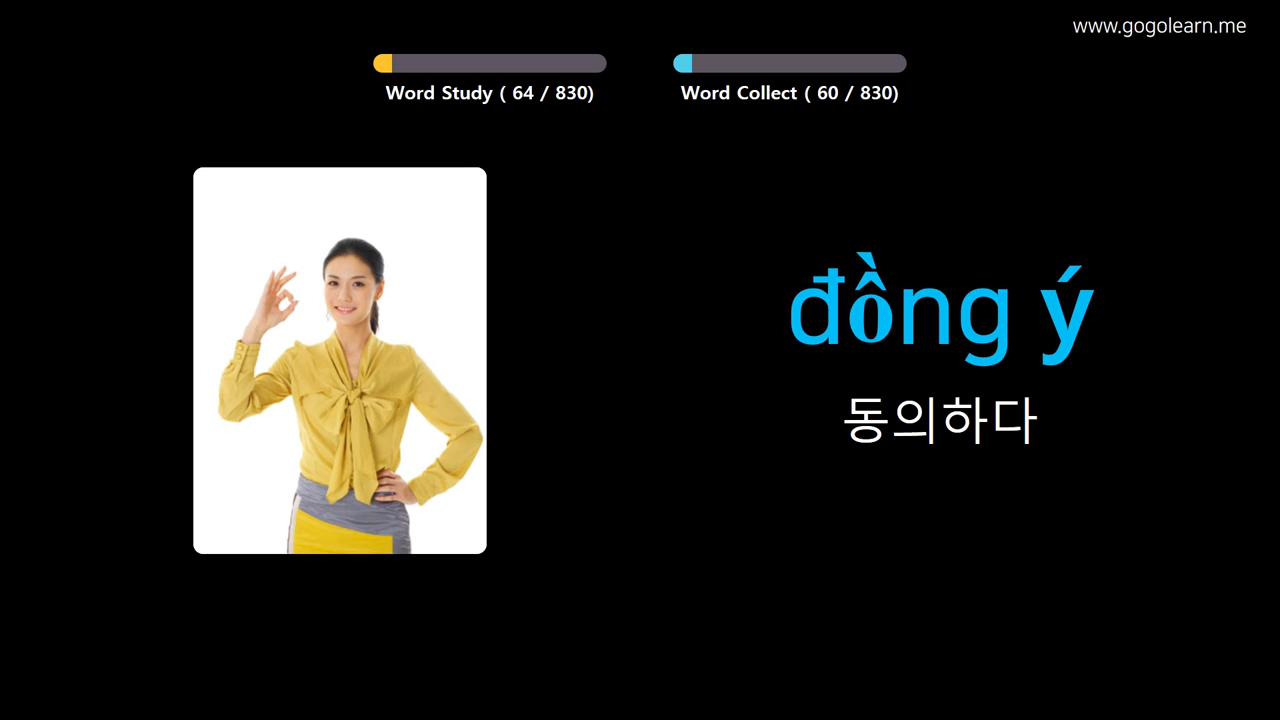 www.gogolearn.me
Word Study ( 64 / 830)
Word Collect ( 60 / 830)
đồng ý
동의하다